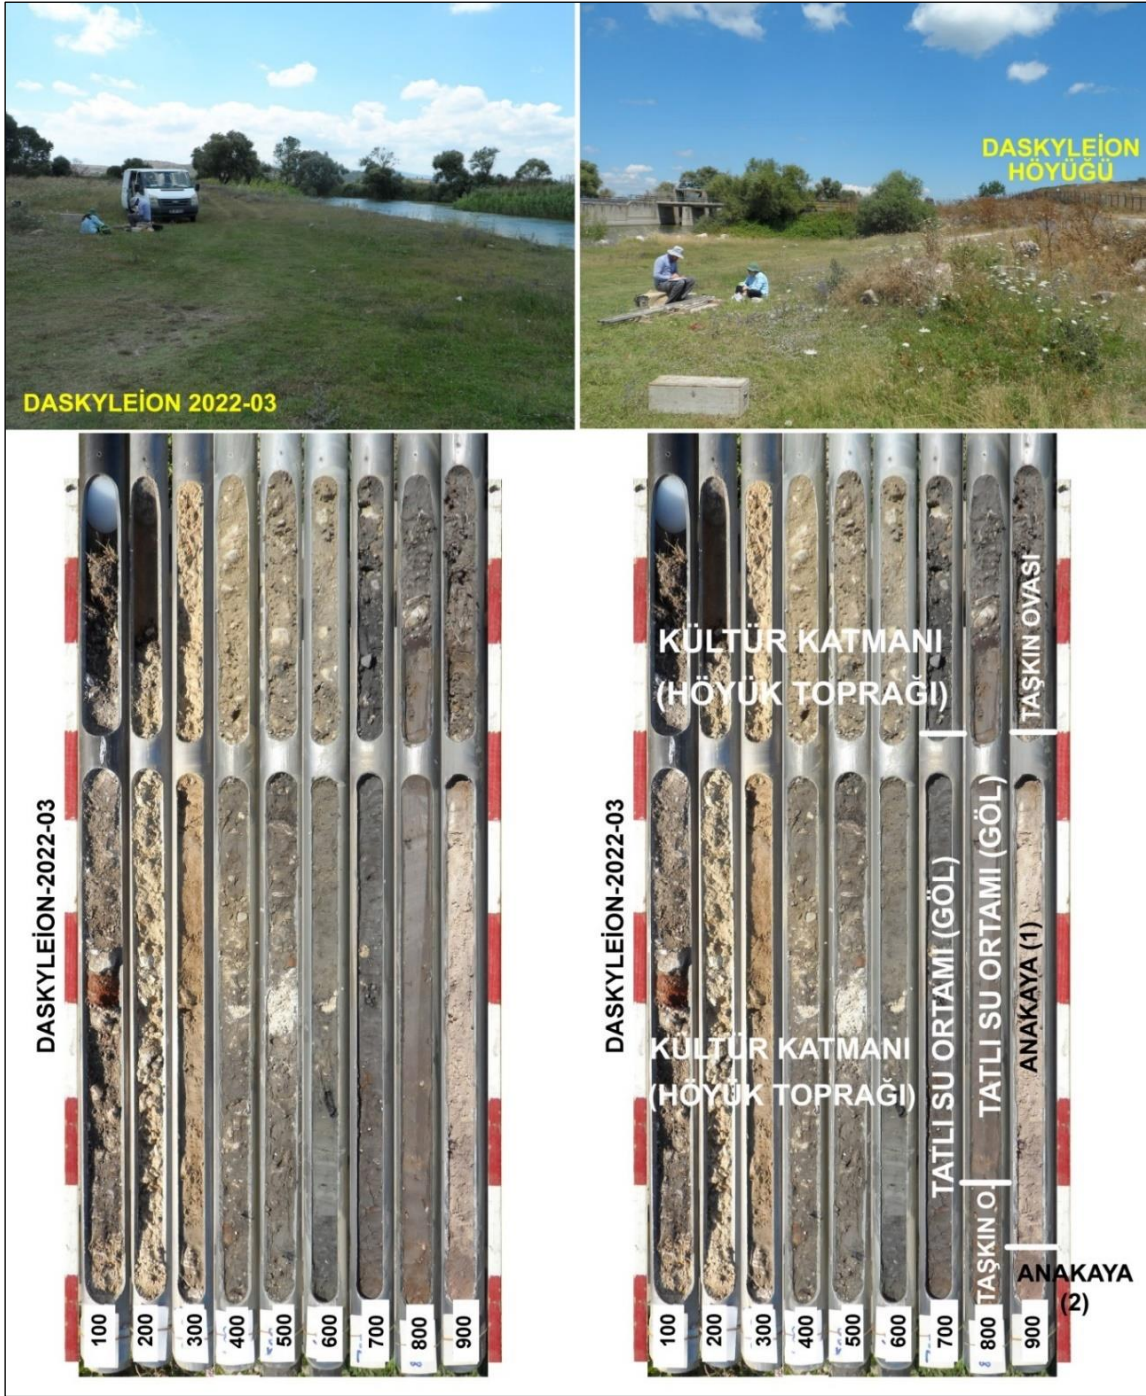 DASKYLEİON 2022-03
DASKYLEİON
HÖYÜĞÜ
DASKYLEİON-2022-03
100
200
300
400
500
600
700
800
900
DASKYLEİON-2022-03
KÜLTÜR KATMANI
(HÖYÜK TOPRAĞI)
TAŞKIN OVASI
KÜLTÜR KATMANI
(HÖYÜK TOPRAĞI)
TATLI SU ORTAMI (GÖL)
TATLI SU ORTAMI (GÖL)
ANAKAYA (1)
TAŞKIN O.
ANAKAYA
(2)
100
200
300
400
500
600
700
800
900